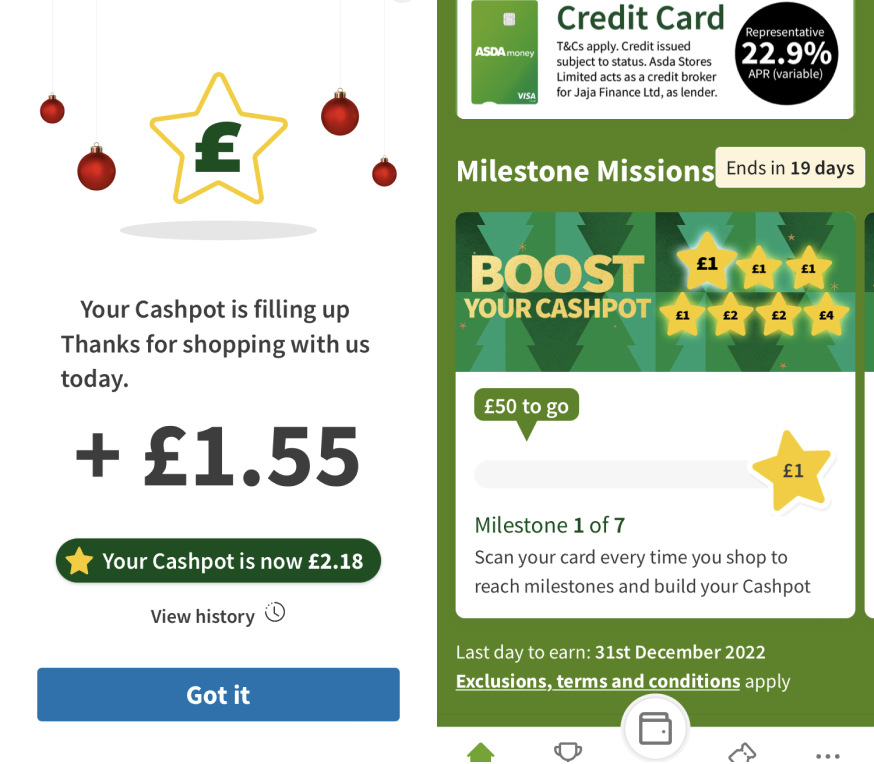 £
Your Cashpot is filling up
Thanks for shopping with us
today.
+ £1.55
Your Cashpot is now £2.18
View history
Got it
Credit Card
ASDA money
VISA
T&Cs apply. Credit issued
subject to status. Asda Stores
Limited acts as a credit broker
for Jaja Finance Ltd, as lender.
Representative
22.9%
APR (variable)
Milestone Missions
Ends in 19 days
BOOST
YOUR CASHPOT
£1 £1 £1
£1 £2 £2 £4
£50 to go
£1
Milestone 1 of 7
Scan your card every time you shop to
reach milestones and build your Cashpot
Last day to earn: 31st December 2022
Exclusions, terms and conditions apply